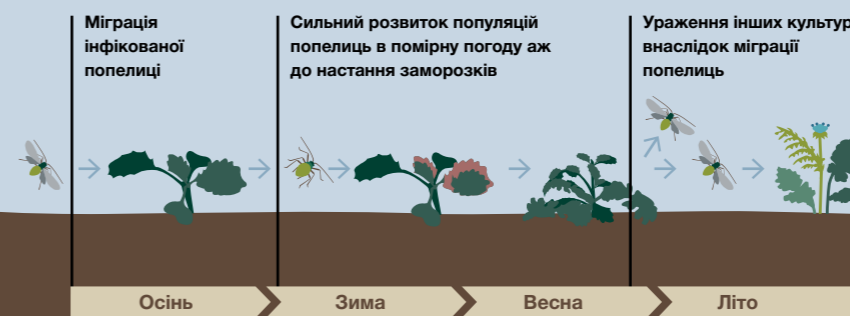 Міграція
інфікованої
попелиці
Сильний розвиток популяцій
попелиць в помірну погоду аж
до настання заморозків
Ураження інших культур
внаслідок міграції
попелиць
Осінь
Зима
Весна
Літо